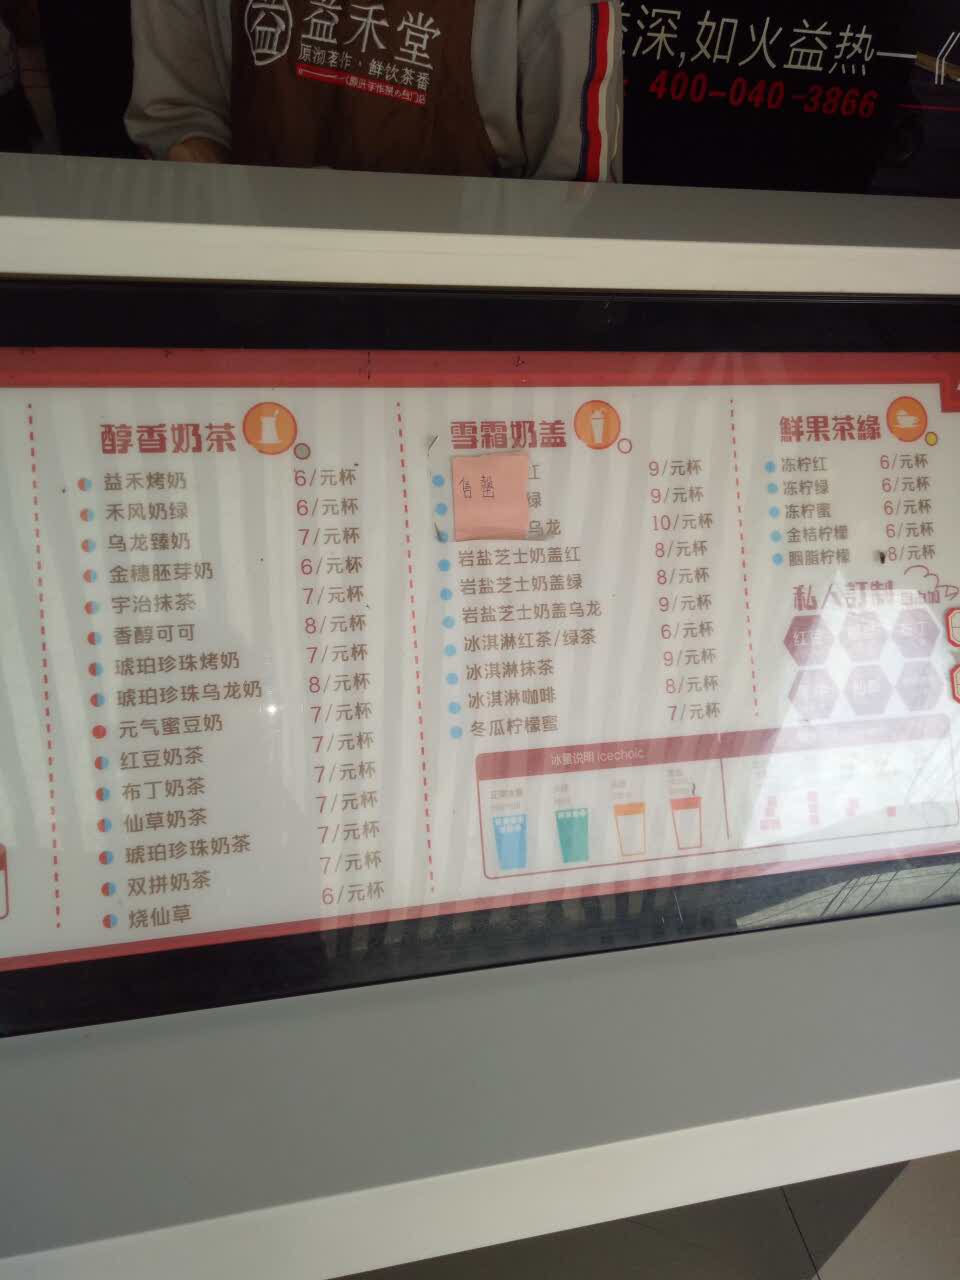 益禾堂
原沏茗作·鲜饮茶番
深,如火益热一《
400-040-3866
醇香奶茶
益禾烤奶 6/元杯
禾风奶绿 6/元杯
乌龙臻奶 7/元杯
金穗胚芽奶 6/元杯
宇治抹茶 7/元杯
香醇可可 8/元杯
琥珀珍珠烤奶 7/元杯
琥珀珍珠乌龙奶 8/元杯
元气蜜豆奶 7/元杯
红豆奶茶 7/元杯
布丁奶茶 7/元杯
仙草奶茶 7/元杯
琥珀珍珠奶茶 7/元杯
双拼奶茶 7/元杯
烧仙草 6/元杯
雪霜奶盖
售罄
红 9/元杯
绿 9/元杯
乌龙 10/元杯
岩盐芝士奶盖红 8/元杯
岩盐芝士奶盖绿 8/元杯
岩盐芝士奶盖乌龙 9/元杯
冰淇淋红茶/绿茶 6/元杯
冰淇淋抹茶 9/元杯
冰淇淋咖啡 8/元杯
冬瓜柠檬蜜 7/元杯
鮮果茶緣
冻柠红 6/元杯
冻柠绿 6/元杯
冻柠蜜 6/元杯
金桔柠檬 6/元杯
胭脂柠檬 8/元杯
私人訂制
冰量说明 Icechoic